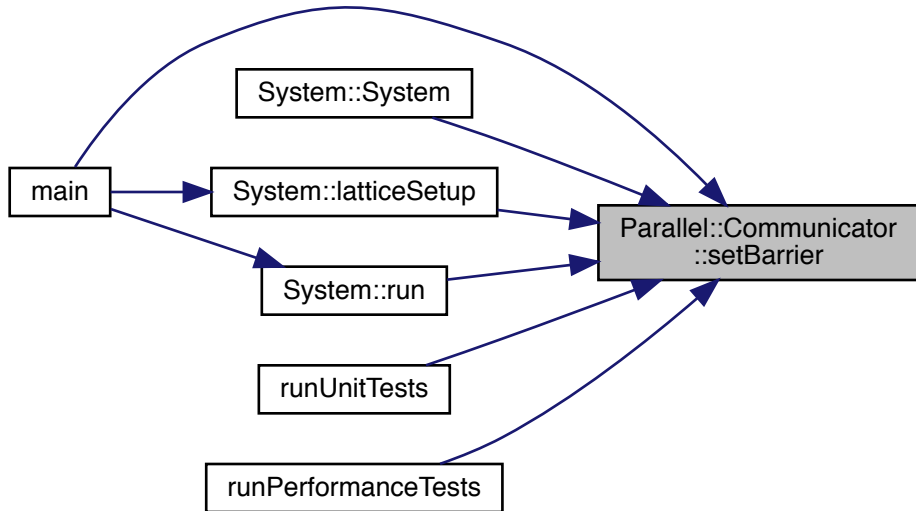 System::System
main
System::latticeSetup
Parallel::Communicator
::setBarrier
System::run
runUnitTests
runPerformanceTests